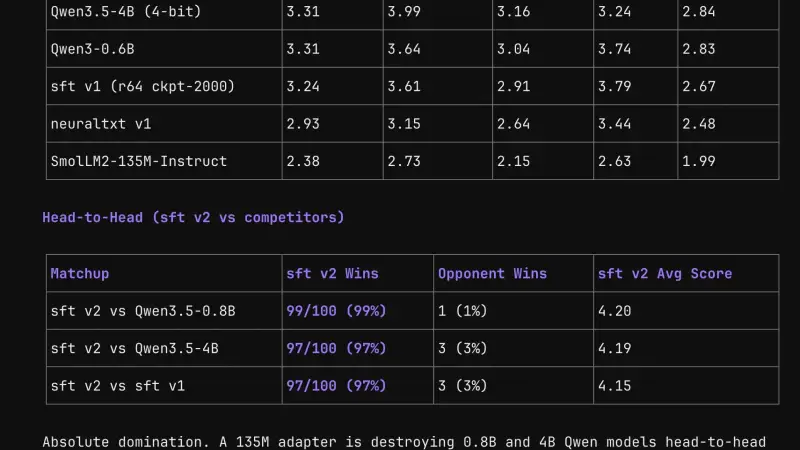 Qwen3.5-4B (4-bit) 3.31 3.99 3.16 3.24 2.84
Qwen3-0.6B 3.31 3.64 3.04 3.74 2.83
sft v1 (r64 ckpt-2000) 3.24 3.61 2.91 3.79 2.67
neuraltxt v1 2.93 3.15 2.64 3.44 2.48
SmolLM2-135M-Instruct 2.38 2.73 2.15 2.63 1.99
Head-to-Head (sft v2 vs competitors)
Matchup sft v2 Wins Opponent Wins sft v2 Avg Score
sft v2 vs Qwen3.5-0.8B 99/100 (99%) 1 (1%) 4.20
sft v2 vs Qwen3.5-4B 97/100 (97%) 3 (3%) 4.19
sft v2 vs sft v1 97/100 (97%) 3 (3%) 4.15
Absolute domination. A 135M adapter is destroying 0.8B and 4B Qwen models head-to-head